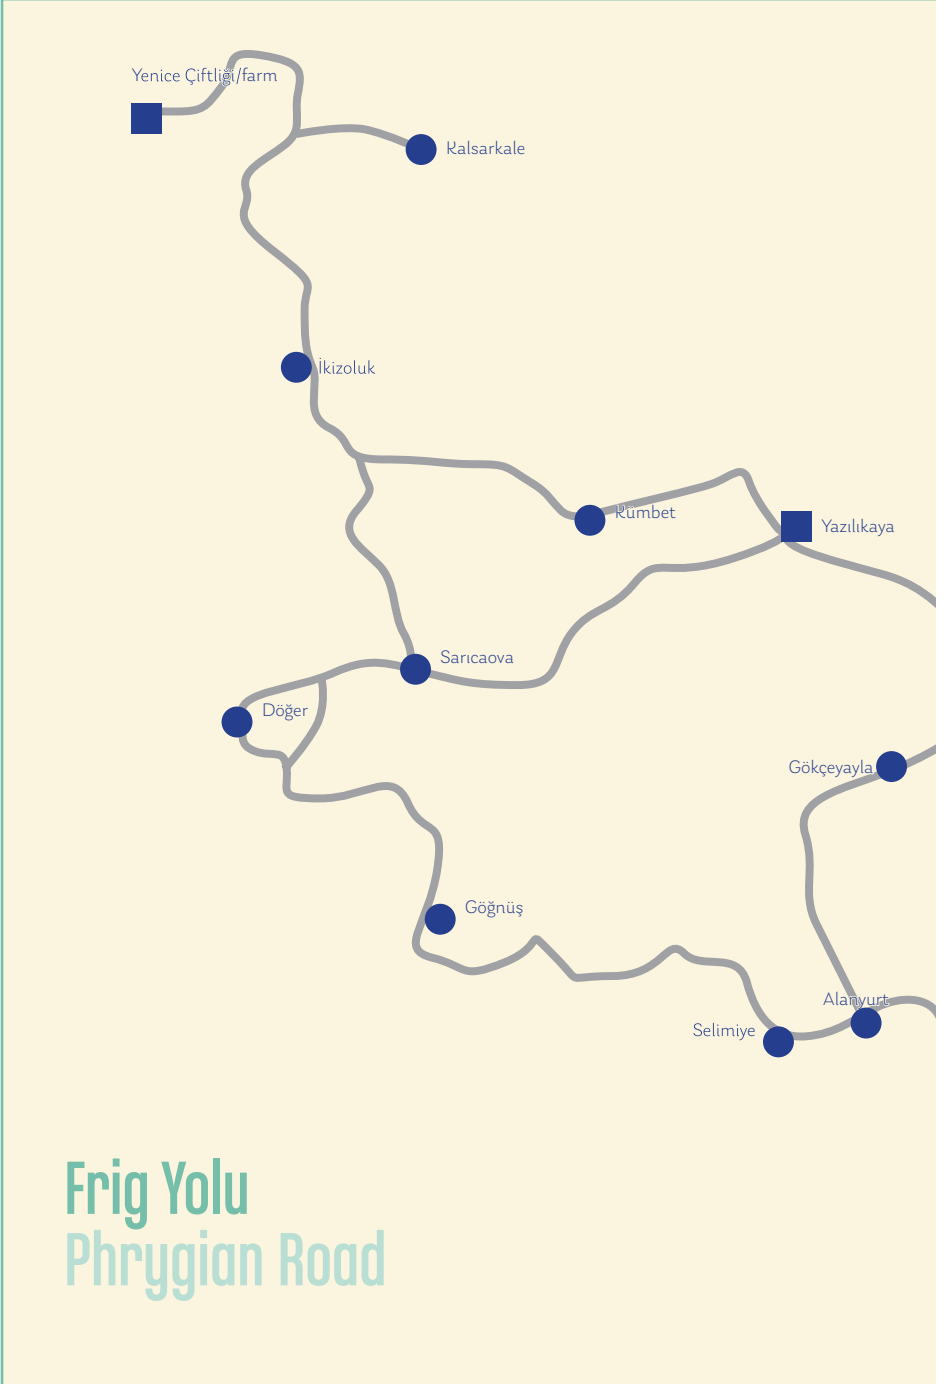 Yenice Çiftliği/farm
Kalsarkale
İkizoluk
Kümbet
Yazılıkaya
Sarıcaova
Döğer
Gökçeyayla
Göğnüş
Alanyurt
Selimiye
Frig Yolu
Phrygian Road